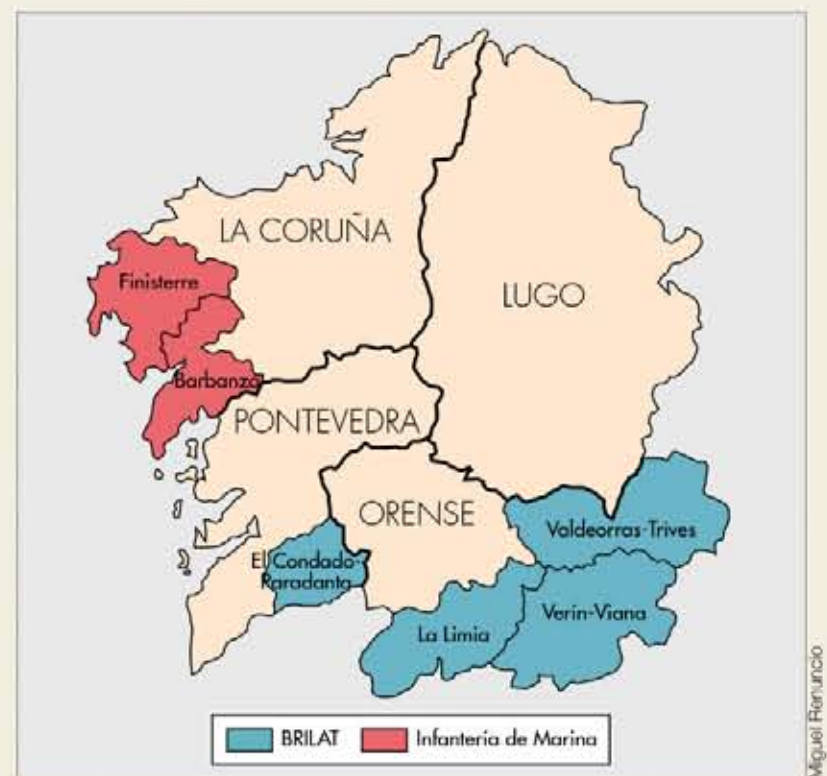 LA CORUÑA
LUGO
Finisterre
Barbanza
PONTEVEDRA
ORENSE
Valdeorras-Trives
El Condado-
Paradanta
Verín-Viana
La Limia
BRILAT
Infantería de Marina
Miguel Renuncio